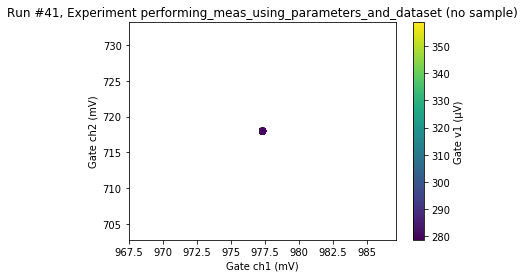 Run #41, Experiment performing_meas_using_parameters_and_dataset (no sample)
730
725
720
715
710
705
Gate ch2 (mV)
967.5 970 972.5 975 977.5 980 982.5 985
Gate ch1 (mV)
350
340
330
320
310
300
290
280
Gate v1 (µV)